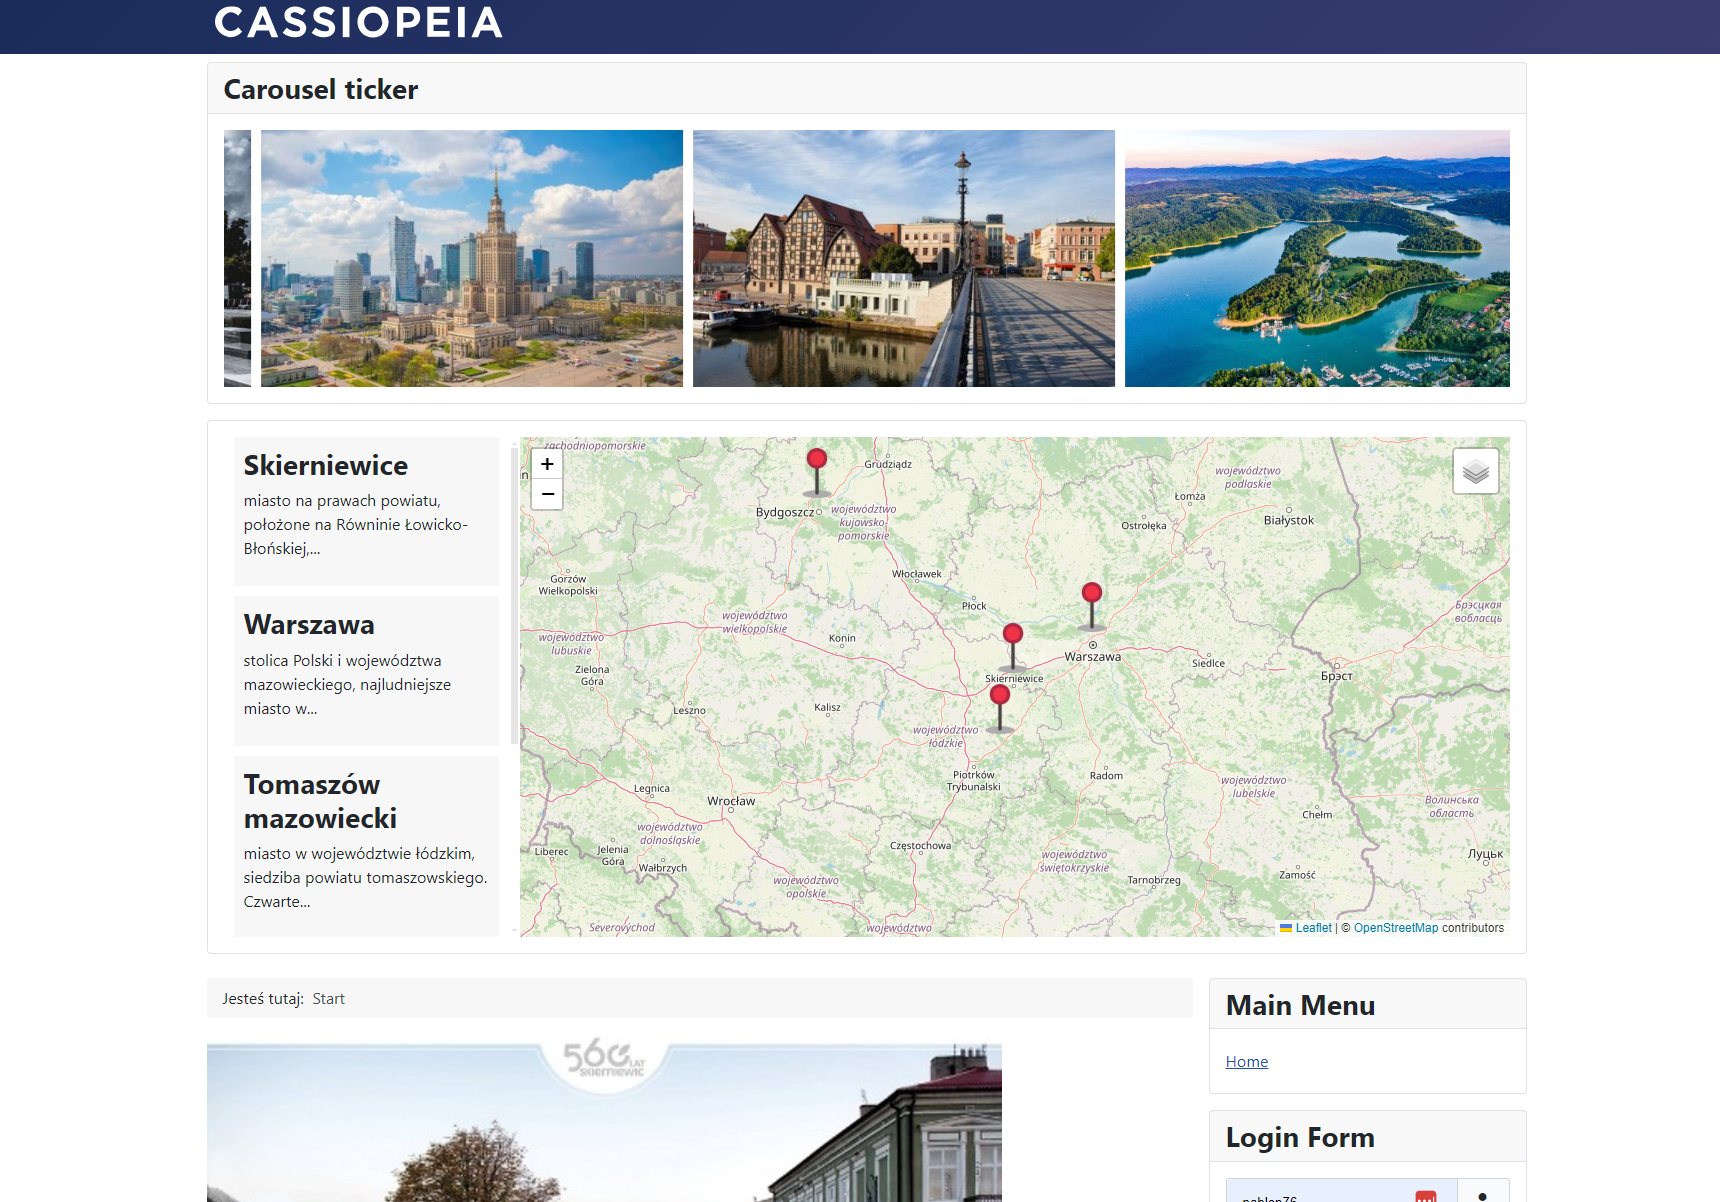 CASSIOPEIA
Carousel ticker
Skierniewice
miasto na prawach powiatu,
położone na Równinie Łowicko-
Błońskiej,...
Warszawa
stolica Polski i województwa
mazowieckiego, najludniejsze
miasto w...
Tomaszów
mazowiecki
miasto w województwie łódzkim,
siedziba powiatu tomaszowskiego.
Czwarte...
+
−
zachodniopomorskie
Grudziądz
Bydgoszcz
województwo
kujawsko-
pomorskie
województwo
podlaskie
Łomża
Ostrołęka
Białystok
Gorzów
Wielkopolski
Włocławek
Płock
województwo
wielkopolskie
województwo
lubuskie
Konin
Zielona
Góra
Warszawa
Siedlce
Брэсцкая
вобласць
Брэст
Skierniewice
Leszno
Kalisz
województwo
łódzkie
Piotrków
Trybunalski
Radom
województwo
lubelskie
Legnica
Wrocław
Волинська
область
Chełm
województwo
dolnośląskie
Liberec
Jelenia
Góra
Wałbrzych
Częstochowa
województwo
świętokrzyskie
Луцьк
województwo
opolskie
Tarnobrzeg
Zamość
Severovýchod
województwo
Leaflet | © OpenStreetMap contributors
Jesteś tutaj: Start
560
LAT
SKIERNIEWIC
Main Menu
Home
Login Form
pablop76